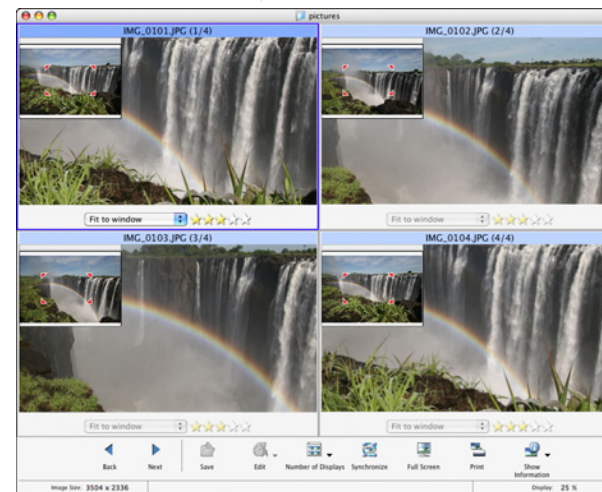 pictures
IMG_0101.JPG (1/4)
IMG_0102.JPG (2/4)
Fit to window
Fit to window
IMG_0103.JPG (3/4)
IMG_0104.JPG (4/4)
Fit to window
Fit to window
Back Next Save Edit Number of Displays Synchronize Full Screen Print Show
Information
Image Size: 3504 x 2336 Display: 25 %